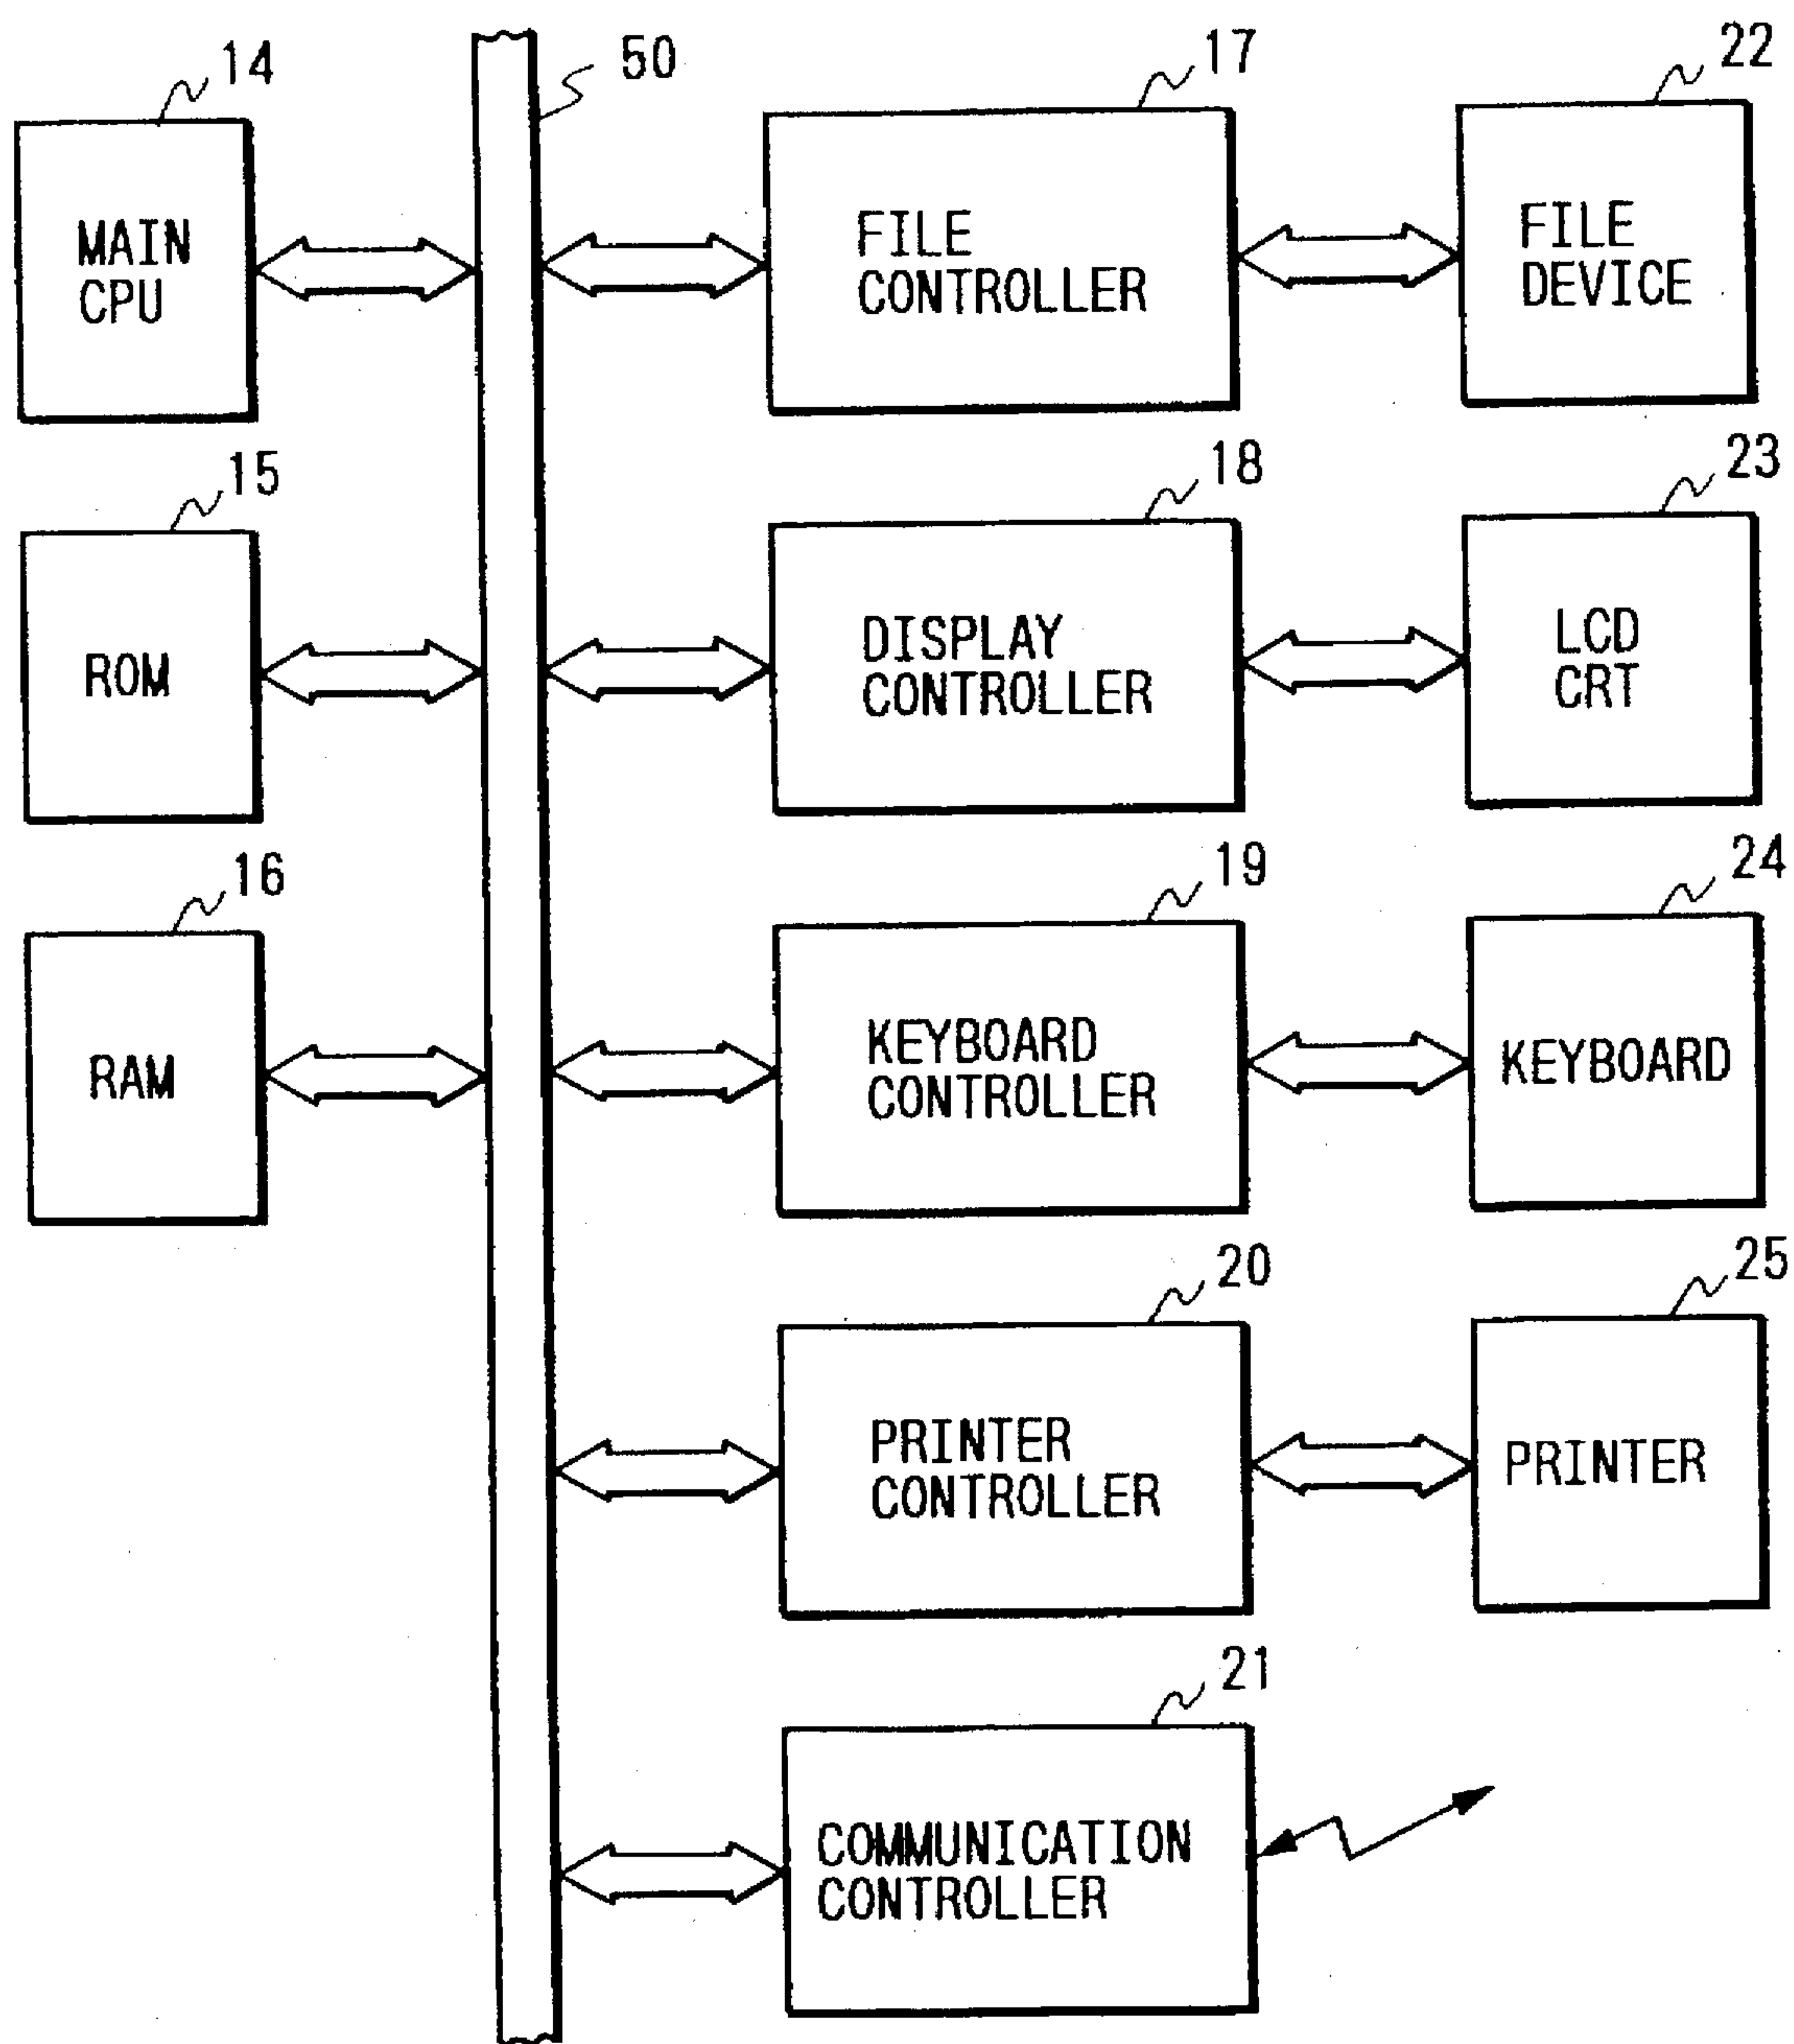 14
50
17
22
MAIN
CPU
FILE
CONTROLLER
FILE
DEVICE
15
18
23
ROM
DISPLAY
CONTROLLER
LCD
CRT
16
19
24
RAM
KEYBOARD
CONTROLLER
KEYBOARD
20
25
PRINTER
CONTROLLER
PRINTER
21
COMMUNICATION
CONTROLLER